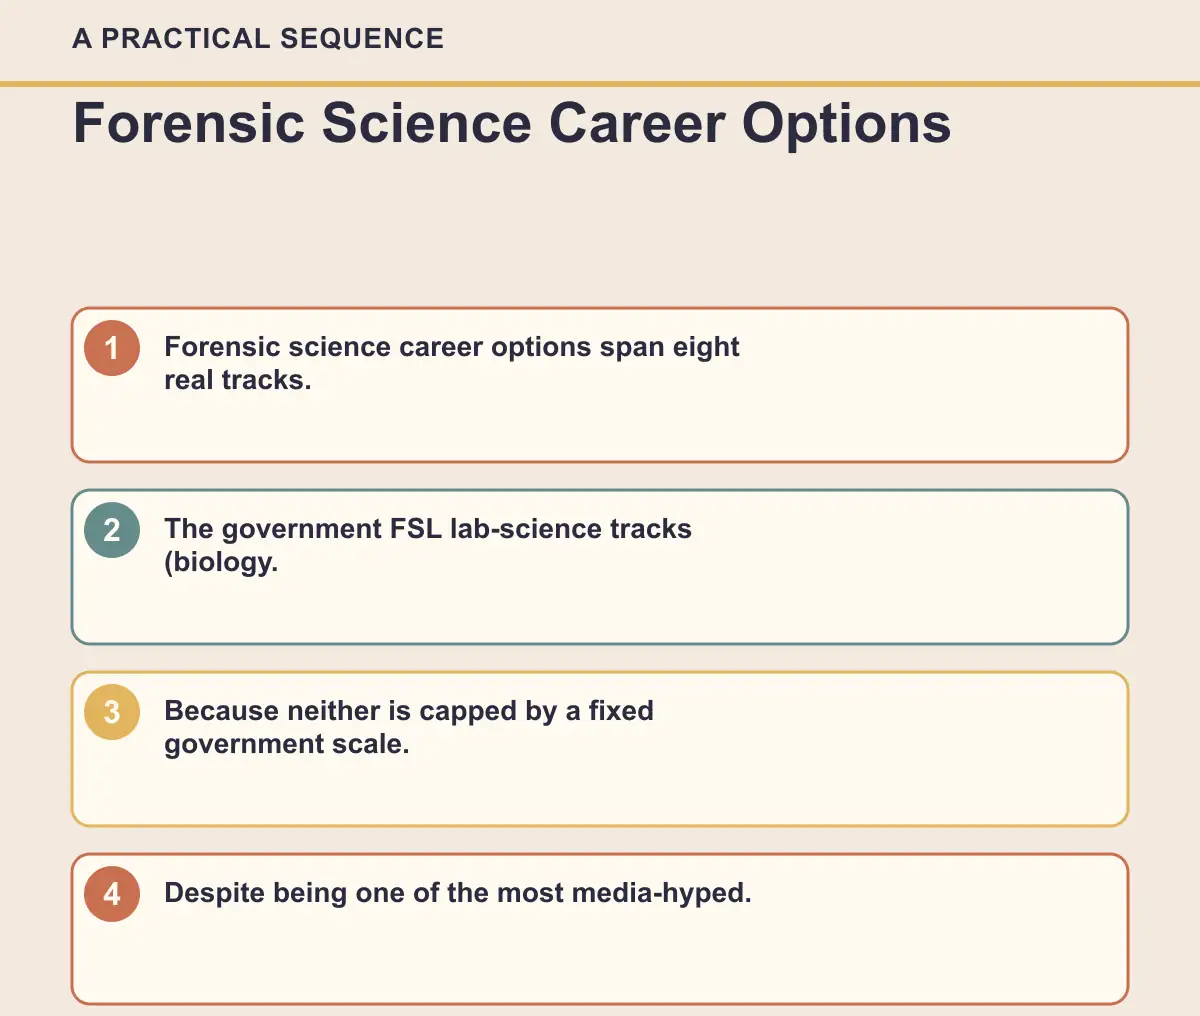 A PRACTICAL SEQUENCE
Forensic Science Career Options
1
Forensic science career options span eight
real tracks.
2
The government FSL lab-science tracks
(biology.
3
Because neither is capped by a fixed
government scale.
4
Despite being one of the most media-hyped.